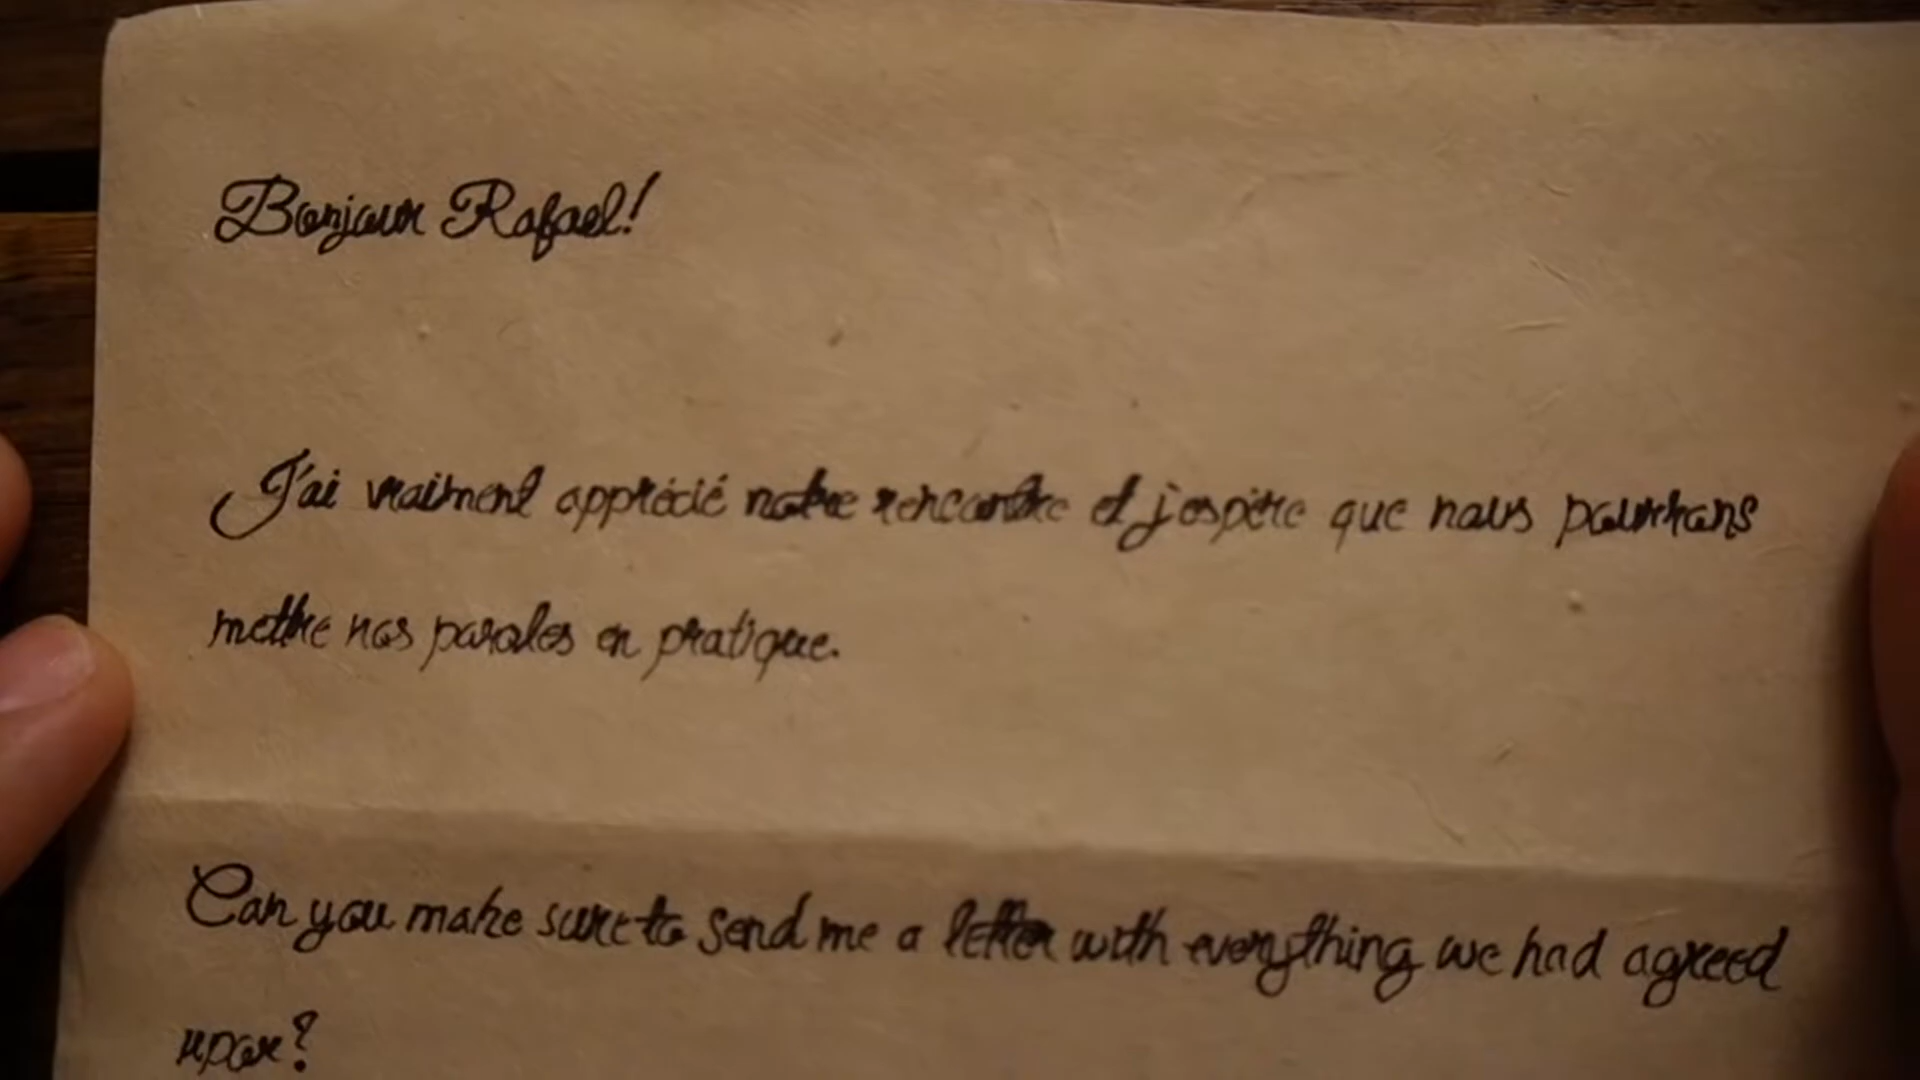 Bonjour Rafael!
J'ai vraiment apprécié notre rencontre et j'espère que nous pourrons
mettre nos paroles en pratique.
Can you make sure to send me a letter with everything we had agreed
upon?